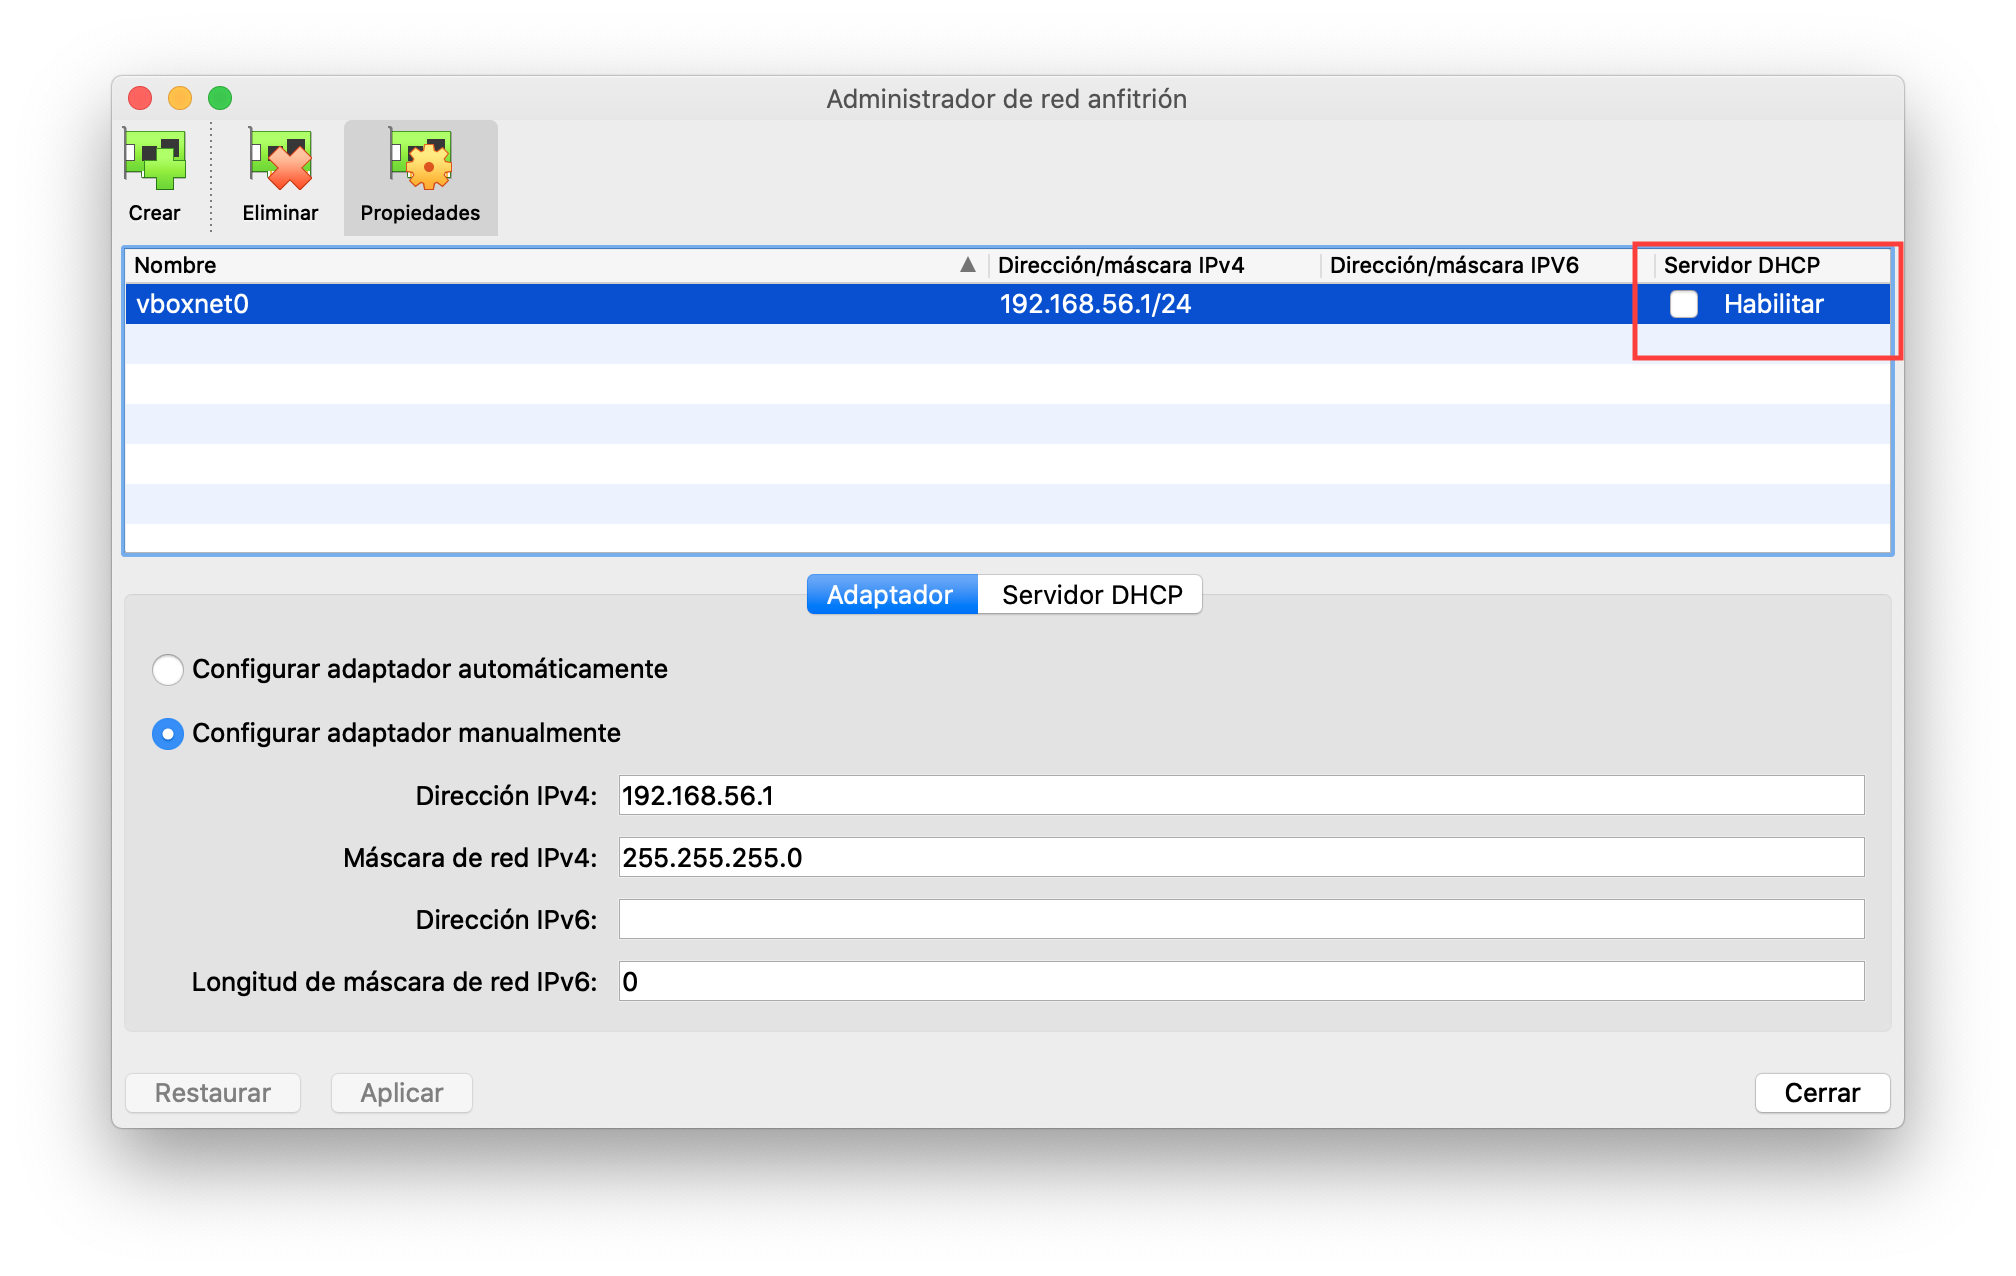 Administrador de red anfitrión
Crear Eliminar Propiedades
Nombre Dirección/máscara IPv4 Dirección/máscara IPV6 Servidor DHCP
vboxnet0 192.168.56.1/24 Habilitar
Adaptador Servidor DHCP
Configurar adaptador automáticamente
Configurar adaptador manualmente
Dirección IPv4: 192.168.56.1
Máscara de red IPv4: 255.255.255.0
Dirección IPv6:
Longitud de máscara de red IPv6: 0
Restaurar Aplicar Cerrar